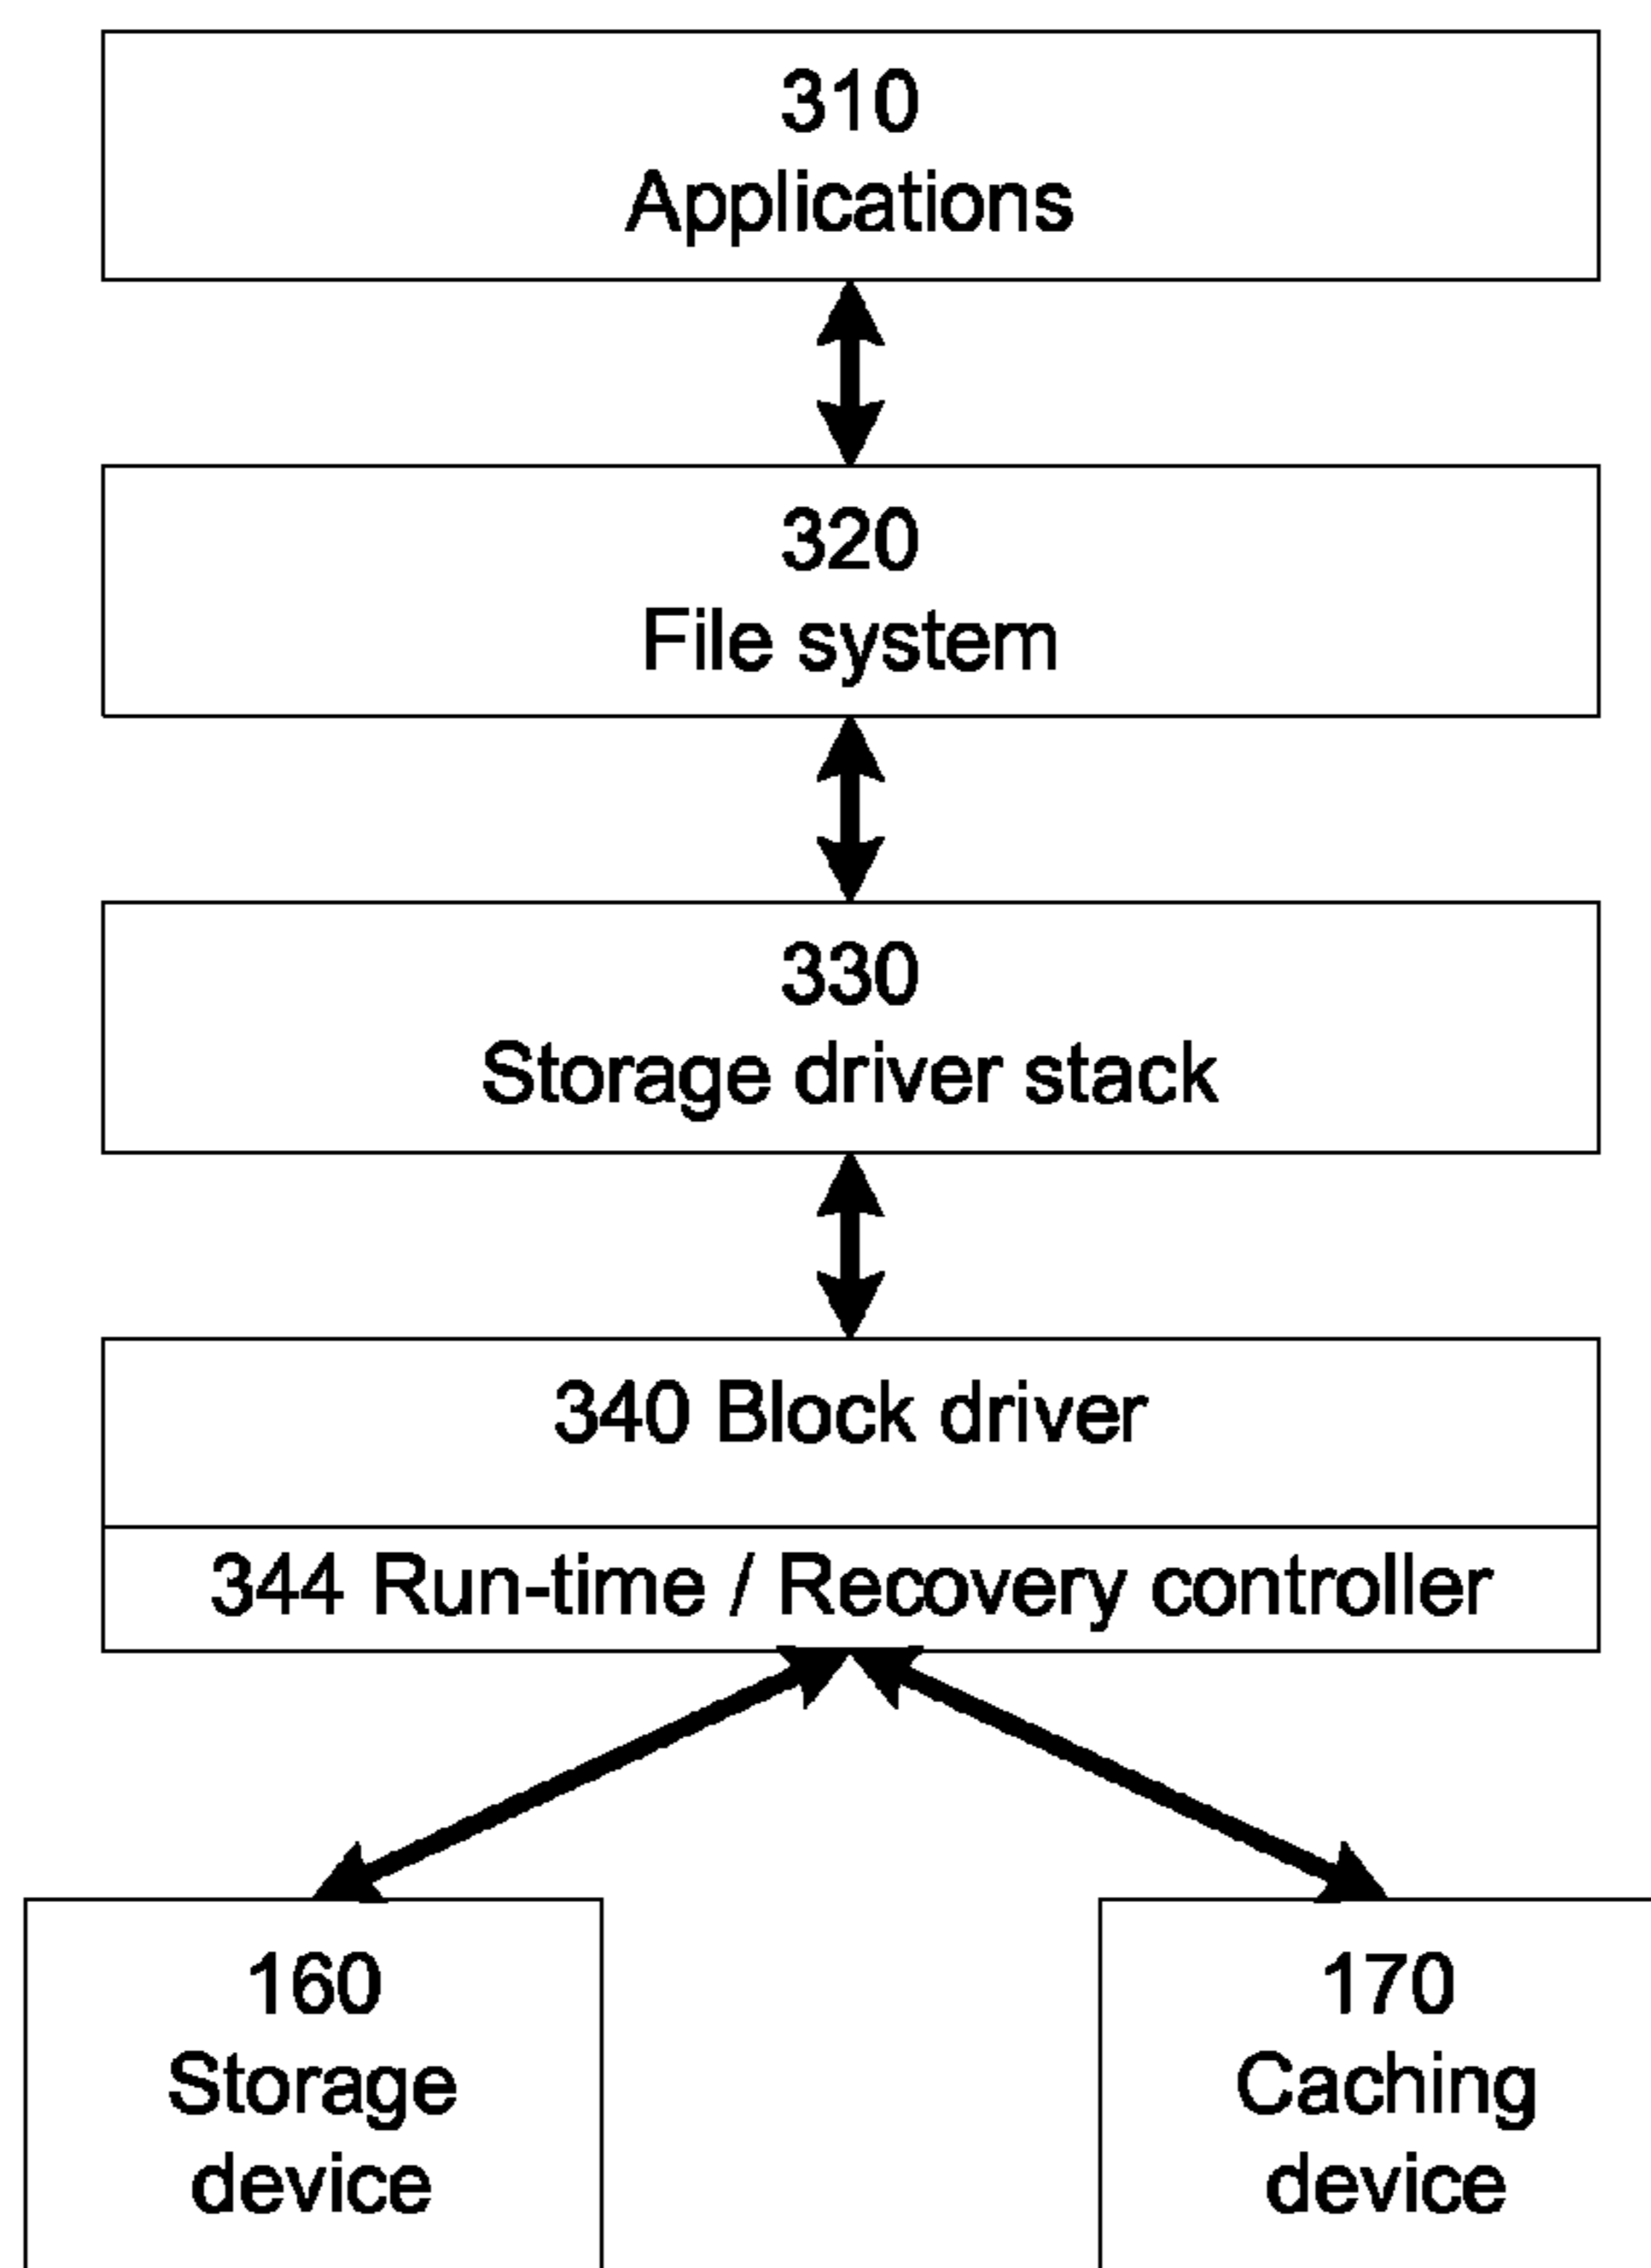 310
Applications
320
File system
330
Storage driver stack
340 Block driver
344 Run-time / Recovery controller
160
Storage
device
170
Caching
device